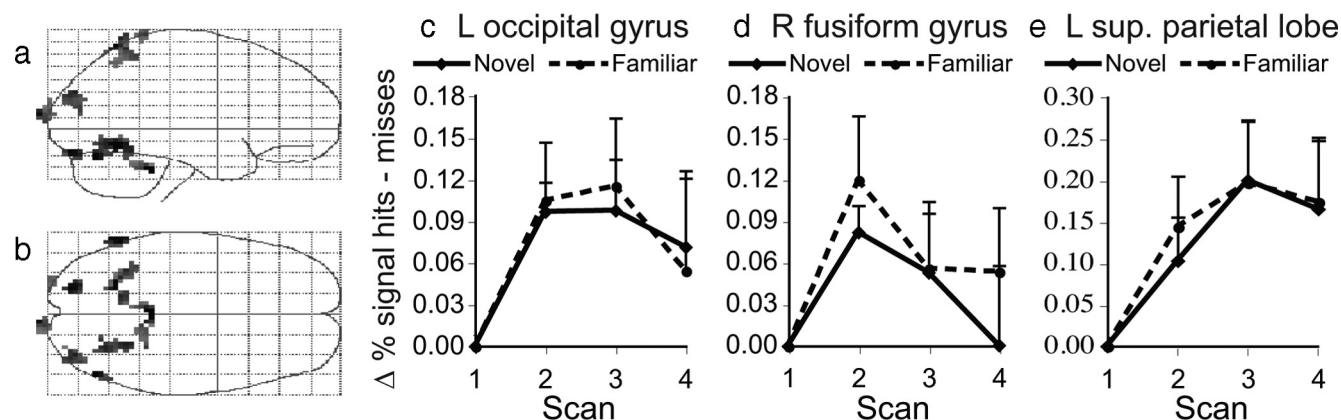 a
b
c L occipital gyrus
Novel Familiar
Δ % signal hits - misses
0.18
0.15
0.12
0.09
0.06
0.03
0.00
1 2 3 4
Scan
d R fusiform gyrus
Novel Familiar
0.18
0.15
0.12
0.09
0.06
0.03
0.00
1 2 3 4
Scan
e L sup. parietal lobe
Novel Familiar
0.30
0.25
0.20
0.15
0.10
0.05
0.00
1 2 3 4
Scan